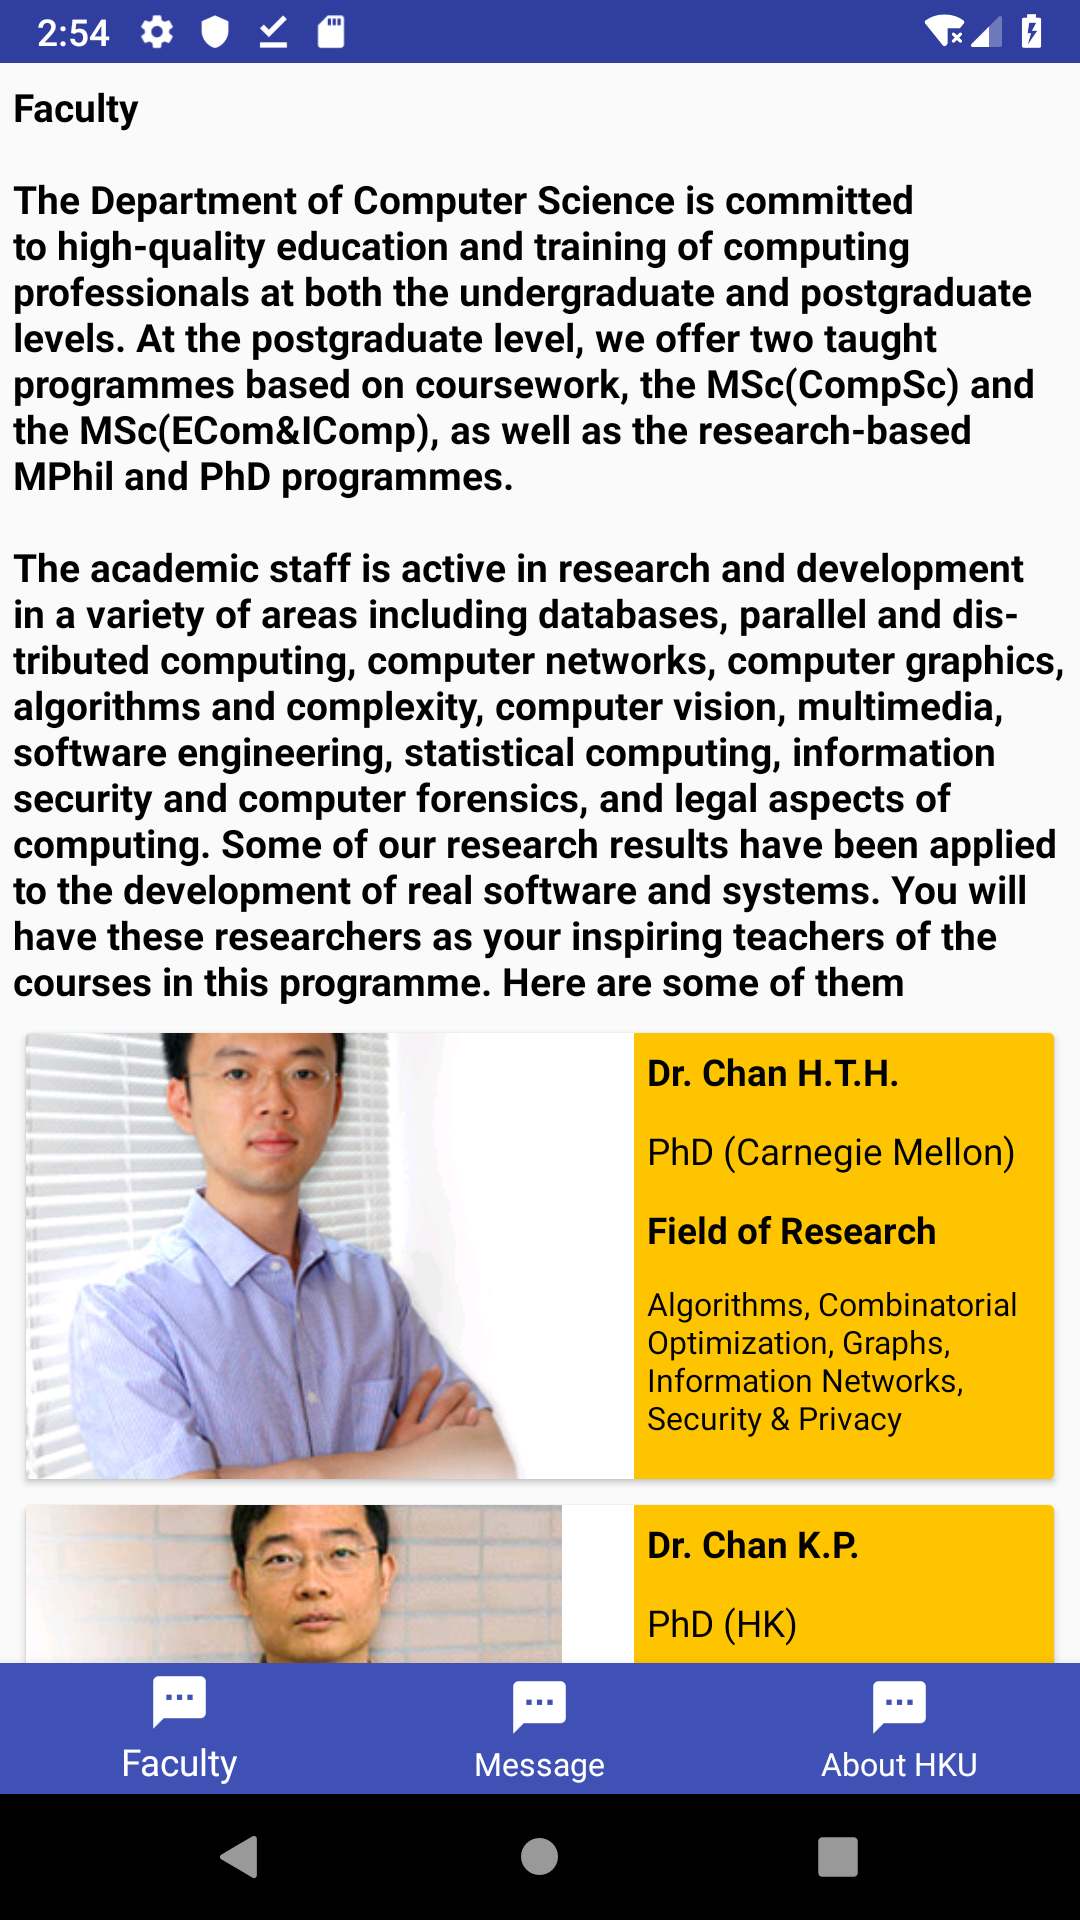 2:54
Faculty
The Department of Computer Science is committed
to high-quality education and training of computing
professionals at both the undergraduate and postgraduate
levels. At the postgraduate level, we offer two taught
programmes based on coursework, the MSc(CompSc) and
the MSc(ECom&IComp), as well as the research-based
MPhil and PhD programmes.
The academic staff is active in research and development
in a variety of areas including databases, parallel and dis-
tributed computing, computer networks, computer graphics,
algorithms and complexity, computer vision, multimedia,
software engineering, statistical computing, information
security and computer forensics, and legal aspects of
computing. Some of our research results have been applied
to the development of real software and systems. You will
have these researchers as your inspiring teachers of the
courses in this programme. Here are some of them
Dr. Chan H.T.H.
PhD (Carnegie Mellon)
Field of Research
Algorithms, Combinatorial
Optimization, Graphs,
Information Networks,
Security & Privacy
Dr. Chan K.P.
PhD (HK)
Faculty
Message
About HKU